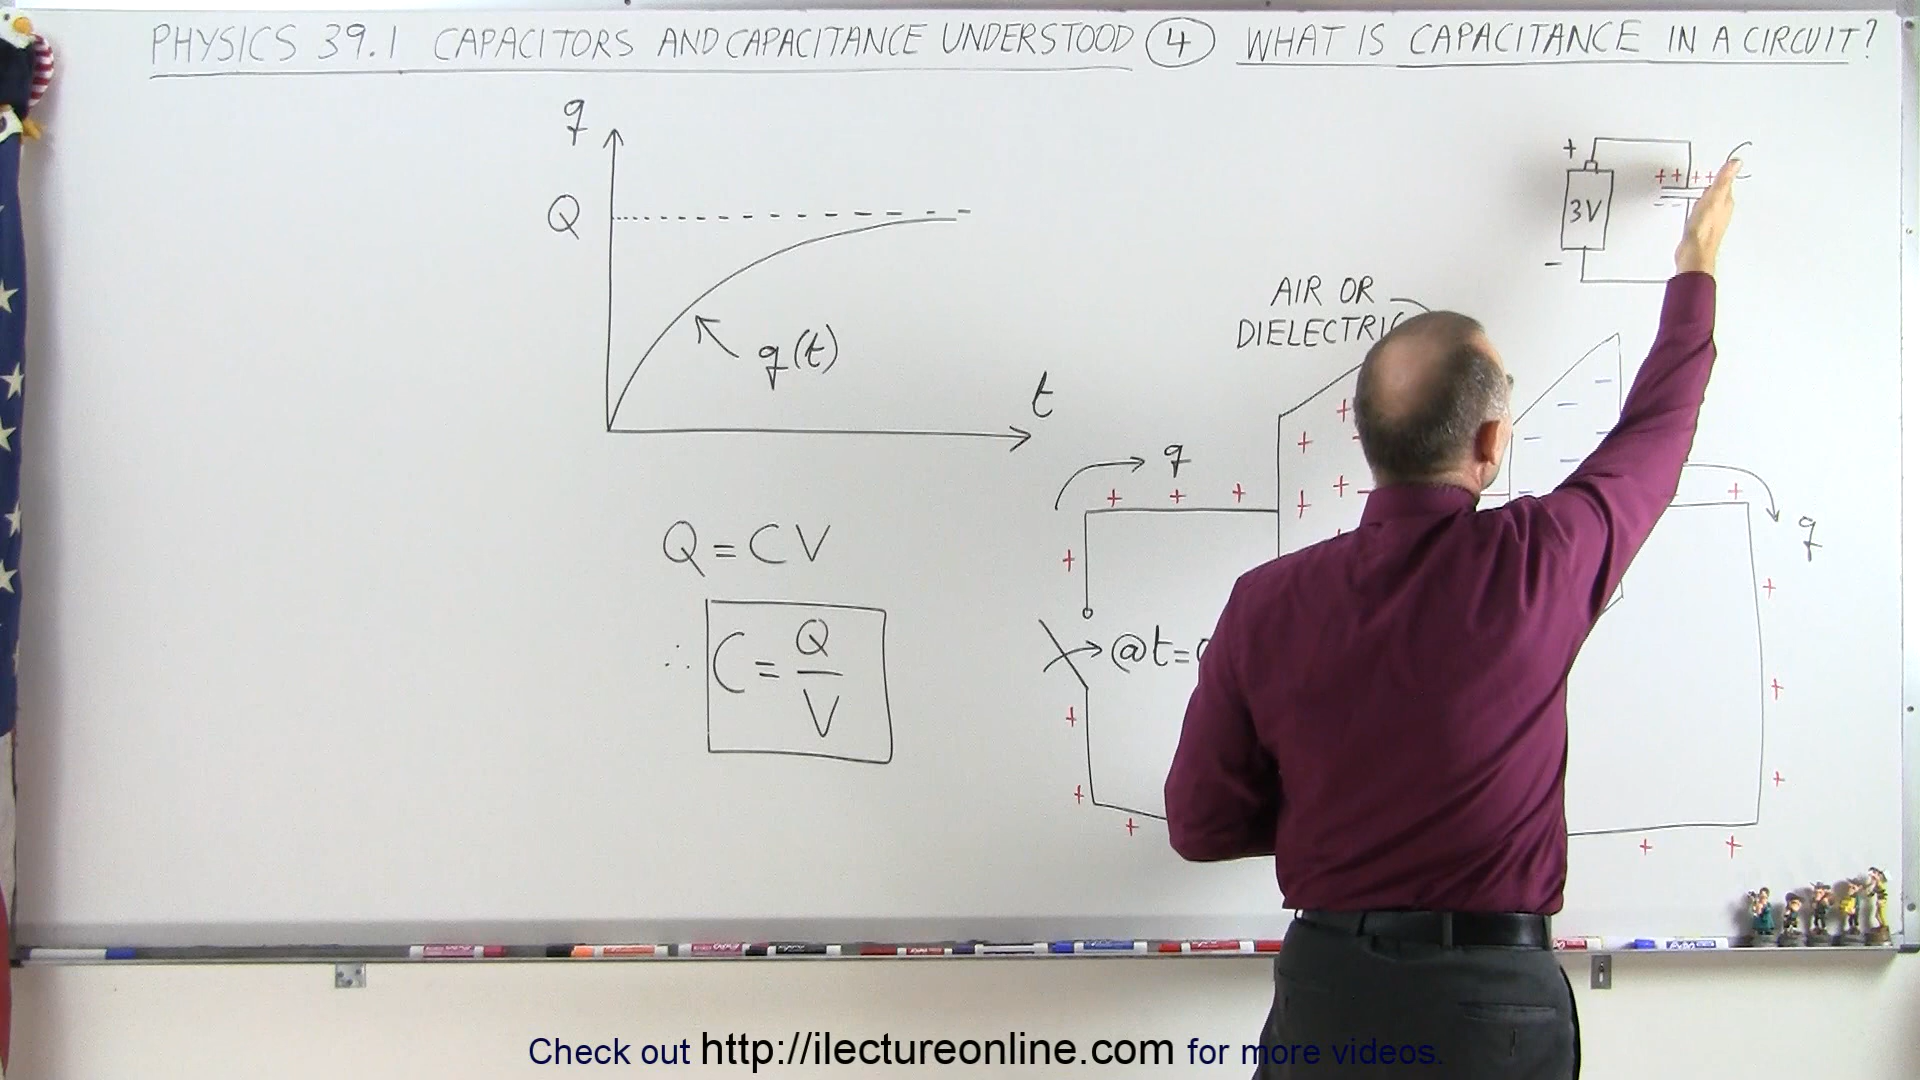 PHYSICS 39.1 CAPACITORS AND CAPACITANCE UNDERSTOOD 4 WHAT IS CAPACITANCE IN A CIRCUIT?
q
Q
q(t)
t
Q = CV
∴ C = Q/V
+
3V
-
C
+ + + +
AIR OR
DIELECTRIC
q
+ + +
@t=
q
Check out http://ilectureonline.com for more videos.